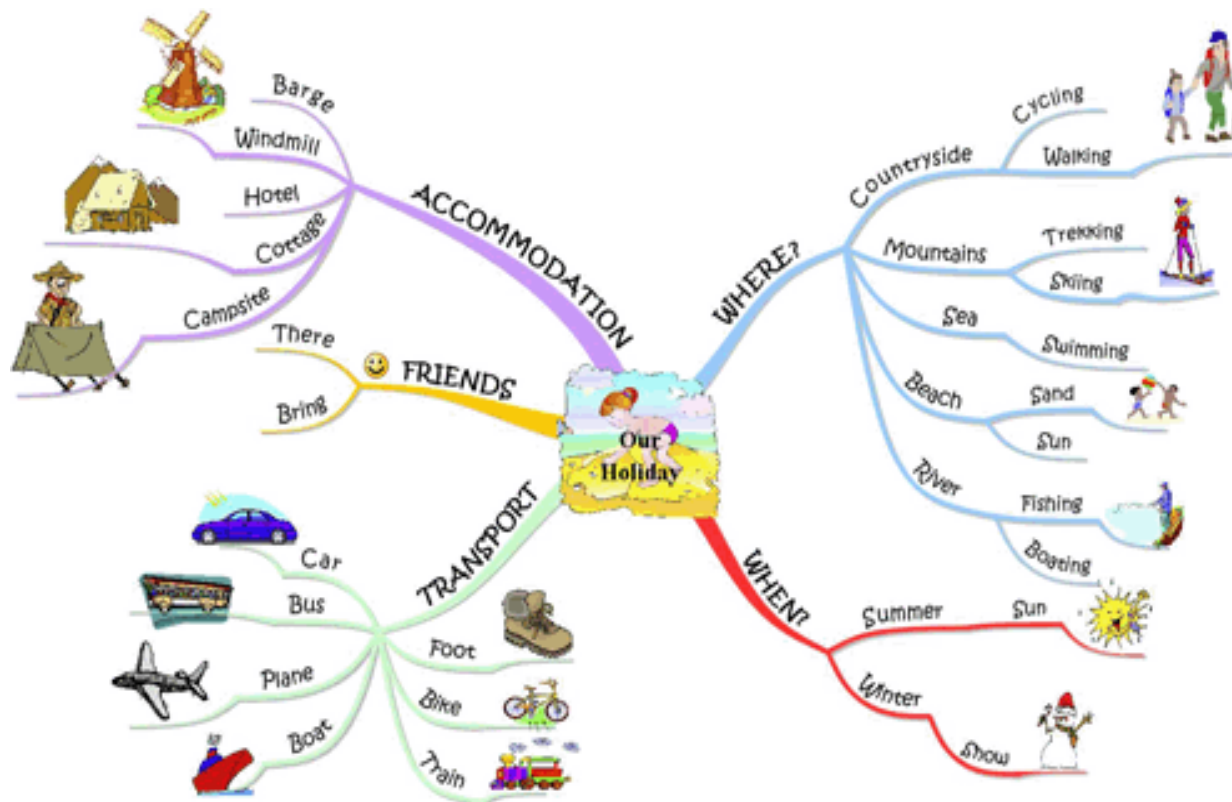 Our
Holiday
ACCOMMODATION
Barge
Windmill
Hotel
Cottage
Campsite
FRIENDS
There
Bring
TRANSPORT
Car
Bus
Plane
Boat
Foot
Bike
Train
WHERE?
Countryside
Cycling
Walking
Mountains
Trekking
Skiing
Sea
Swimming
Beach
Sand
Sun
River
Fishing
Boating
WHEN?
Summer
Sun
Winter
Snow